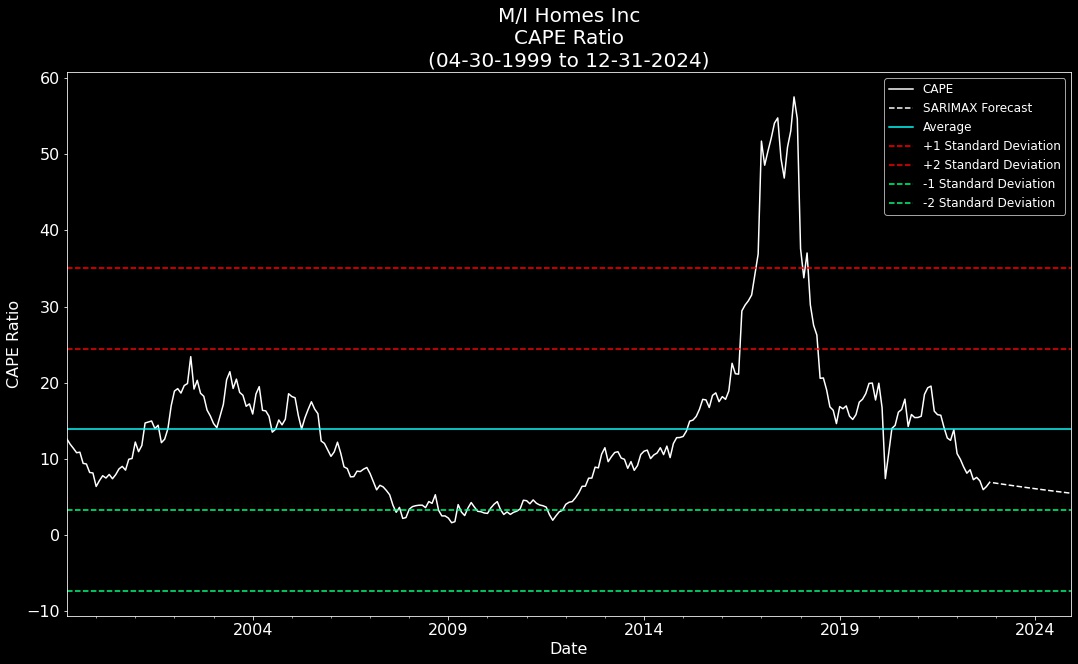 M/I Homes Inc
CAPE Ratio
(04-30-1999 to 12-31-2024)
60
50
40
30
20
10
0
−10
CAPE Ratio
CAPE
SARIMAX Forecast
Average
+1 Standard Deviation
+2 Standard Deviation
-1 Standard Deviation
-2 Standard Deviation
2004
2009
2014
2019
2024
Date